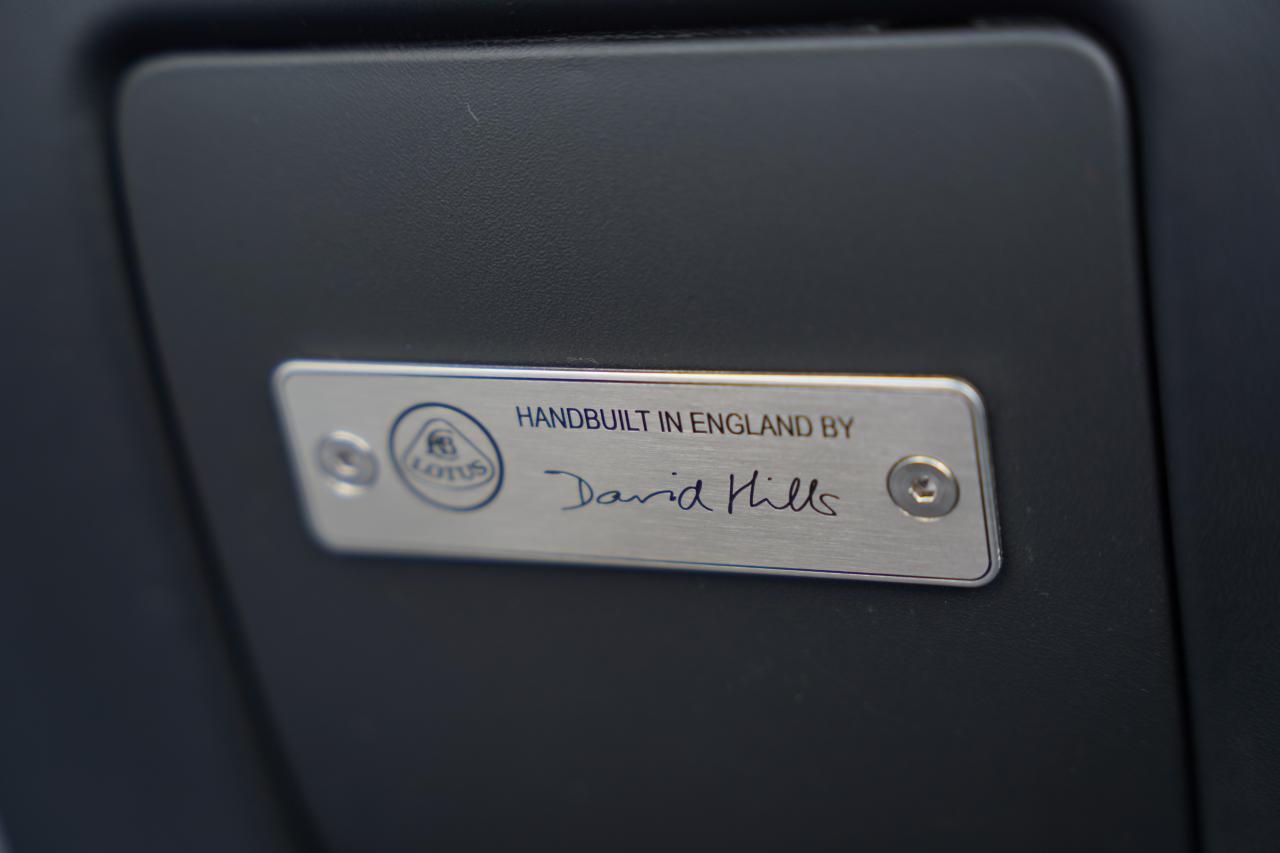 HANDBUILT IN ENGLAND BY
LOTUS
David Hills